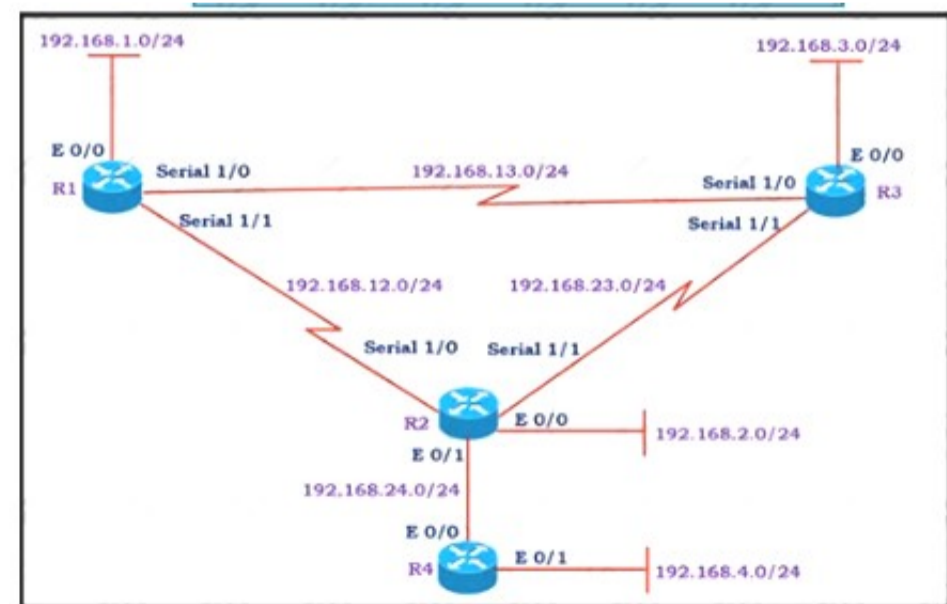 192.168.1.0/24
192.168.3.0/24
E 0/0
E 0/0
R1
Serial 1/0
192.168.13.0/24
Serial 1/0
R3
Serial 1/1
Serial 1/1
192.168.12.0/24
192.168.23.0/24
Serial 1/0
Serial 1/1
R2
E 0/0
192.168.2.0/24
E 0/1
192.168.24.0/24
E 0/0
R4
E 0/1
192.168.4.0/24